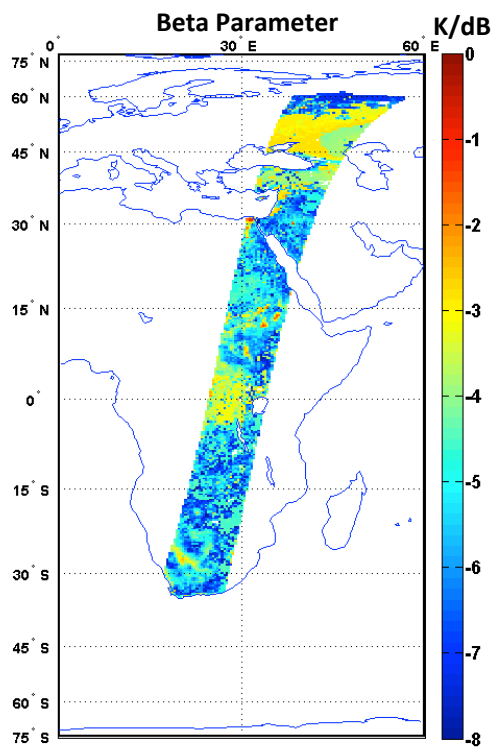 Beta Parameter
K/dB
0°
30° E
60° E
75° N
60° N
45° N
30° N
15° N
0°
15° S
30° S
45° S
60° S
75° S
0
-1
-2
-3
-4
-5
-6
-7
-8